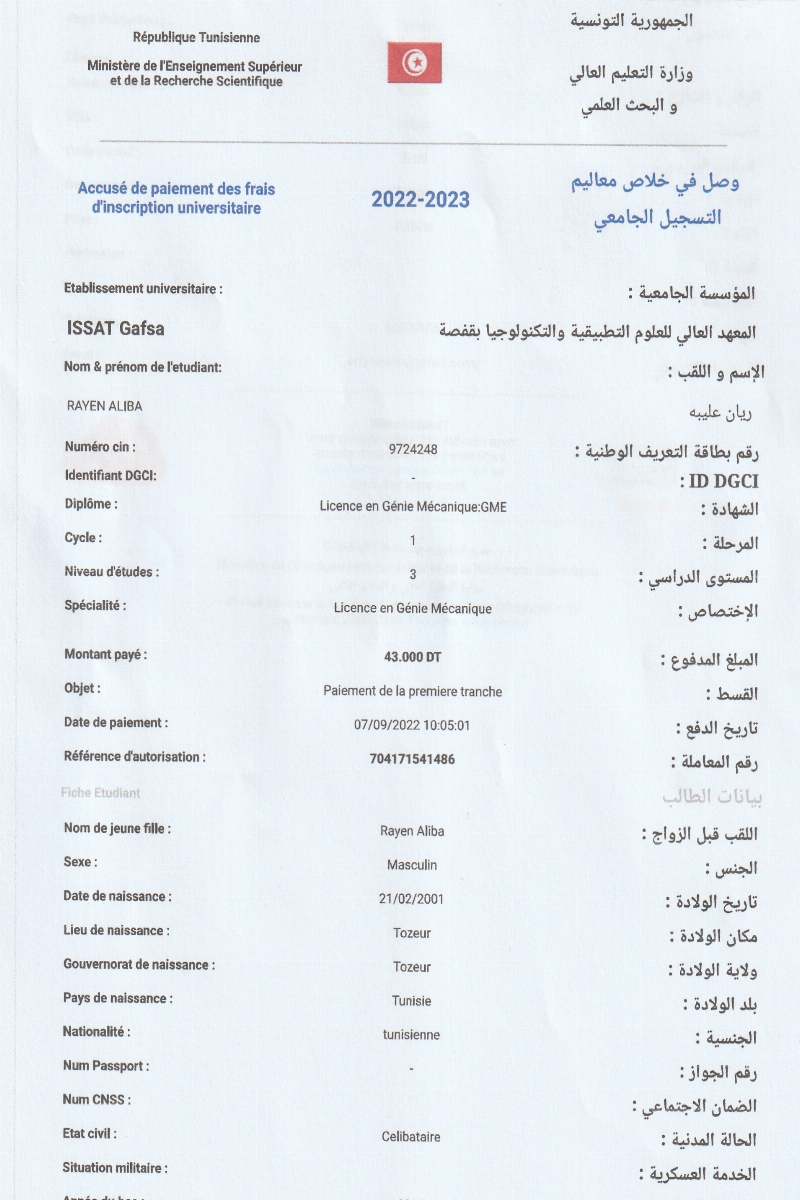 République Tunisienne
Ministère de l'Enseignement Supérieur
et de la Recherche Scientifique
الجمهورية التونسية
وزارة التعليم العالي
و البحث العلمي
Accusé de paiement des frais
d'inscription universitaire
2022-2023
وصل في خلاص معاليم
التسجيل الجامعي
Etablissement universitaire : المؤسسة الجامعية :
ISSAT Gafsa المعهد العالي للعلوم التطبيقية والتكنولوجيا بقفصة
Nom & prénom de l'etudiant: الإسم و اللقب :
RAYEN ALIBA ريان عليبه
Numéro cin : 9724248 رقم بطاقة التعريف الوطنية :
Identifiant DGCI: - ID DGCI :
Diplôme : Licence en Génie Mécanique:GME الشهادة :
Cycle : 1 المرحلة :
Niveau d'études : 3 المستوى الدراسي :
Spécialité : Licence en Génie Mécanique الإختصاص :
Montant payé : 43.000 DT المبلغ المدفوع :
Objet : Paiement de la premiere tranche القسط :
Date de paiement : 07/09/2022 10:05:01 تاريخ الدفع :
Référence d'autorisation : 704171541486 رقم المعاملة :
Fiche Etudiant بيانات الطالب
Nom de jeune fille : Rayen Aliba اللقب قبل الزواج :
Sexe : Masculin الجنس :
Date de naissance : 21/02/2001 تاريخ الولادة :
Lieu de naissance : Tozeur مكان الولادة :
Gouvernorat de naissance : Tozeur ولاية الولادة :
Pays de naissance : Tunisie بلد الولادة :
Nationalité : tunisienne الجنسية :
Num Passport : - رقم الجواز :
Num CNSS : الضمان الاجتماعي :
Etat civil : Celibataire الحالة المدنية :
Situation militaire : الخدمة العسكرية :